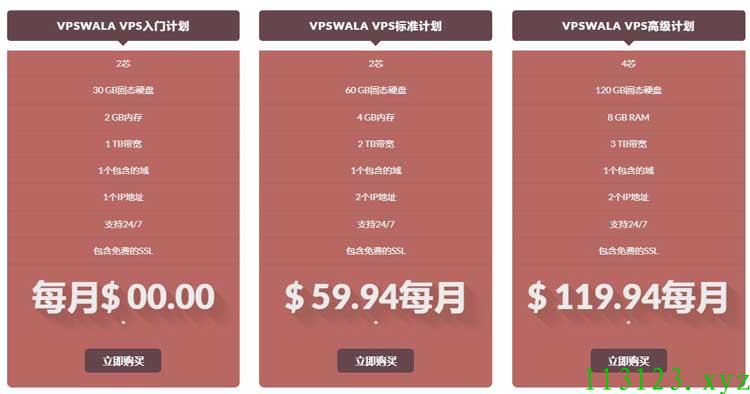 VPSWALA VPS入门计划
2芯
30 GB固态硬盘
2 GB内存
1 TB带宽
1个包含的域
1个IP地址
支持24/7
包含免费的SSL
每月$ 00.00
立即购买
VPSWALA VPS标准计划
2芯
60 GB固态硬盘
4 GB内存
2 TB带宽
1个包含的域
2个IP地址
支持24/7
包含免费的SSL
$ 59.94每月
立即购买
VPSWALA VPS高级计划
4芯
120 GB固态硬盘
8 GB RAM
3 TB带宽
1个包含的域
2个IP地址
支持24/7
包含免费的SSL
$ 119.94每月
立即购买
113123.xyz